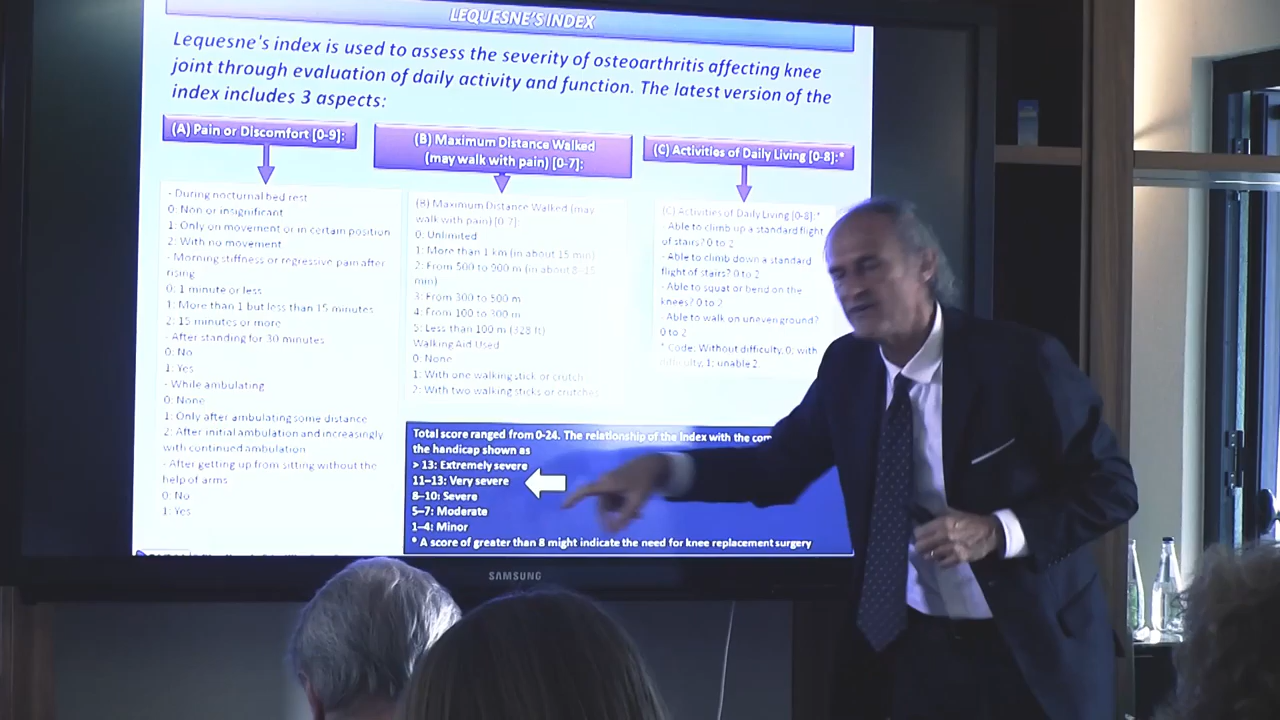 LEQUESNE'S INDEX
Lequesne's index is used to assess the severity of osteoarthritis affecting knee
joint through evaluation of daily activity and function. The latest version of the
index includes 3 aspects:
(A) Pain or Discomfort [0-9]:
- During nocturnal bed rest
0: Non or insignificant
1: Only on movement or in certain position
2: With no movement
- Morning stiffness or regressive pain after
rising
0: 1 minute or less
1: More than 1 but less than 15 minutes
2: 15 minutes or more
- After standing for 30 minutes
0: No
1: Yes
- While ambulating
0: None
1: Only after ambulating some distance
2: After initial ambulation and increasingly
with continued ambulation
- After getting up from sitting without the
help of arms
0: No
1: Yes
(B) Maximum Distance Walked
(may walk with pain) [0-7]:
(B) Maximum Distance Walked (may
walk with pain) [0-7]:
0: Unlimited
1: More than 1 km (in about 15 min)
2: From 500 to 900 m (in about 8-15
min)
3: From 300 to 500 m
4: From 100 to 300 m
5: Less than 100 m (328 ft)
Walking Aid Used
0: None
1: With one walking stick or crutch
2: With two walking sticks or crutches
(C) Activities of Daily Living [0-8]:*
(C) Activities of Daily Living [0-8]:*
- Able to climb up a standard flight
of stairs? 0 to 2
- Able to climb down a standard
flight of stairs? 0 to 2
- Able to squat or bend on the
knees? 0 to 2
- Able to walk on uneven ground?
0 to 2
* Code: Without difficulty, 0; with
difficulty, 1; unable 2.
Total score ranged from 0-24. The relationship of the Index with the
the handicap shown as
> 13: Extremely severe
11–13: Very severe
8–10: Severe
5–7: Moderate
1–4: Minor
* A score of greater than 8 might indicate the need for knee replacement surgery
SAMSUNG